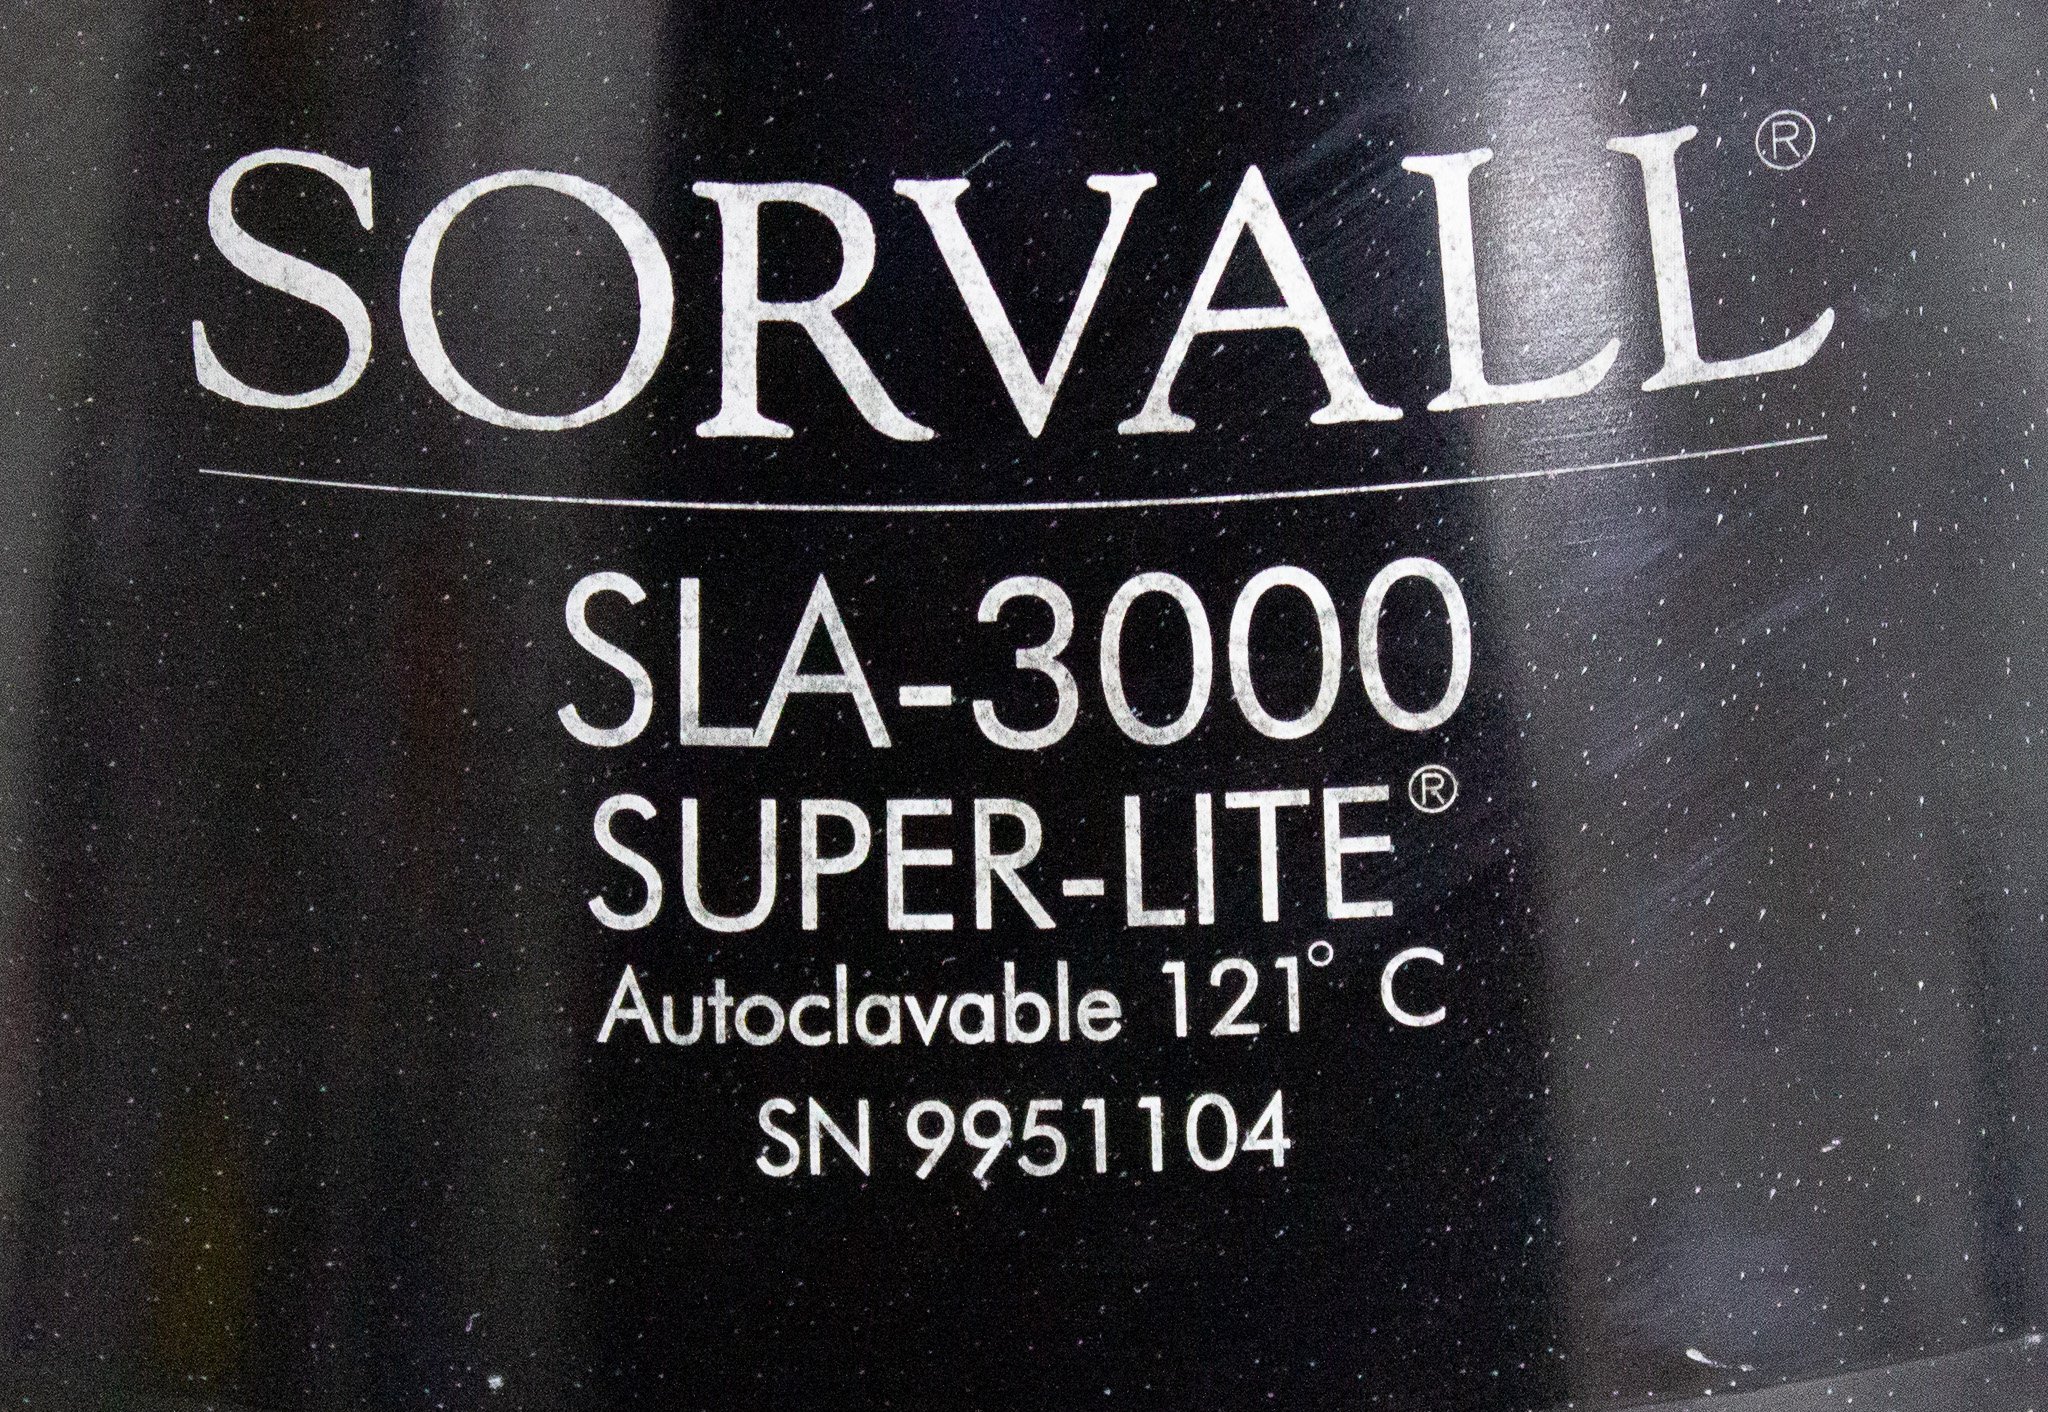 SORVALL®
SLA-3000
SUPER-LITE®
Autoclavable 121° C
SN 9951104